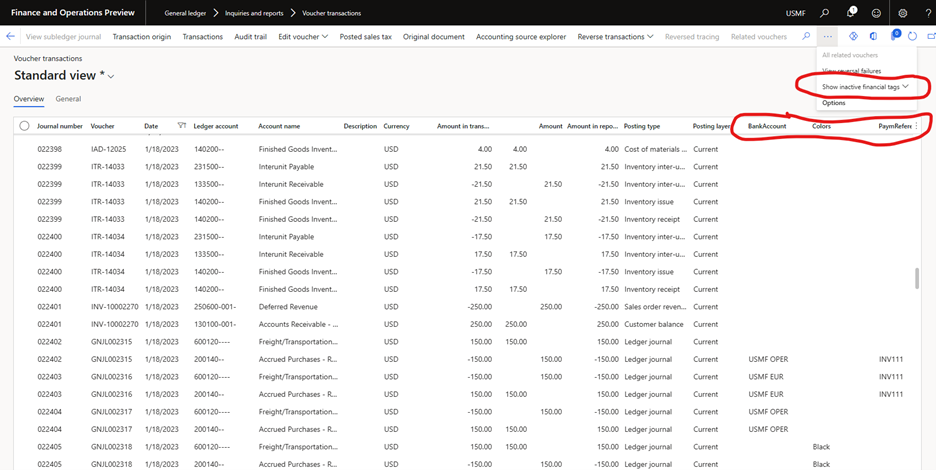 Finance and Operations Preview General ledger Inquiries and reports Voucher transactions USMF 1 ?
View subledger journal Transaction origin Transactions Audit trail Edit voucher Posted sales tax Original document Accounting source explorer Reverse transactions Reversed tracing Related vouchers ... 0
All related vouchers
View reversal failures
Show inactive financial tags
Options
Voucher transactions
Standard view *
Overview General
Journal number Voucher Date Ledger account Account name Description Currency Amount in trans... Amount Amount in repo... Posting type Posting layer BankAccount Colors PaymRefere
022398 IAD-12025 1/18/2023 140200-- Finished Goods Invent... USD 4.00 4.00 4.00 Cost of materials ... Current
022399 ITR-14033 1/18/2023 231500-- Interunit Payable USD 21.50 21.50 21.50 Inventory inter-u... Current
022399 ITR-14033 1/18/2023 133500-- Interunit Receivable USD -21.50 21.50 -21.50 Inventory inter-u... Current
022399 ITR-14033 1/18/2023 140200-- Finished Goods Invent... USD 21.50 21.50 21.50 Inventory issue Current
022399 ITR-14033 1/18/2023 140200-- Finished Goods Invent... USD -21.50 21.50 -21.50 Inventory receipt Current
022400 ITR-14034 1/18/2023 231500-- Interunit Payable USD -17.50 17.50 -17.50 Inventory inter-u... Current
022400 ITR-14034 1/18/2023 133500-- Interunit Receivable USD 17.50 17.50 17.50 Inventory inter-u... Current
022400 ITR-14034 1/18/2023 140200-- Finished Goods Invent... USD -17.50 17.50 -17.50 Inventory issue Current
022400 ITR-14034 1/18/2023 140200-- Finished Goods Invent... USD 17.50 17.50 17.50 Inventory receipt Current
022401 INV-10002270 1/18/2023 250600-001- Deferred Revenue USD -250.00 250.00 -250.00 Sales order reven... Current
022401 INV-10002270 1/18/2023 130100-001- Accounts Receivable - ... USD 250.00 250.00 250.00 Customer balance Current
022402 GNJL002315 1/18/2023 600120---- Freight/Transportation... USD 150.00 150.00 150.00 Ledger journal Current
022402 GNJL002315 1/18/2023 200140-- Accrued Purchases - R... USD -150.00 150.00 -150.00 Ledger journal Current USMF OPER INV111
022403 GNJL002316 1/18/2023 600120---- Freight/Transportation... USD -150.00 150.00 -150.00 Ledger journal Current USMF EUR INV111
022403 GNJL002316 1/18/2023 200140-- Accrued Purchases - R... USD 150.00 150.00 150.00 Ledger journal Current USMF EUR INV111
022404 GNJL002317 1/18/2023 600120---- Freight/Transportation... USD -150.00 150.00 -150.00 Ledger journal Current USMF OPER
022404 GNJL002317 1/18/2023 200140-- Accrued Purchases - R... USD 150.00 150.00 150.00 Ledger journal Current USMF OPER
022405 GNJL002318 1/18/2023 600120---- Freight/Transportation... USD 150.00 150.00 150.00 Ledger journal Current Black
022405 GNJL002318 1/18/2023 200140-- Accrued Purchases - R... USD -150.00 150.00 -150.00 Ledger journal Current Black